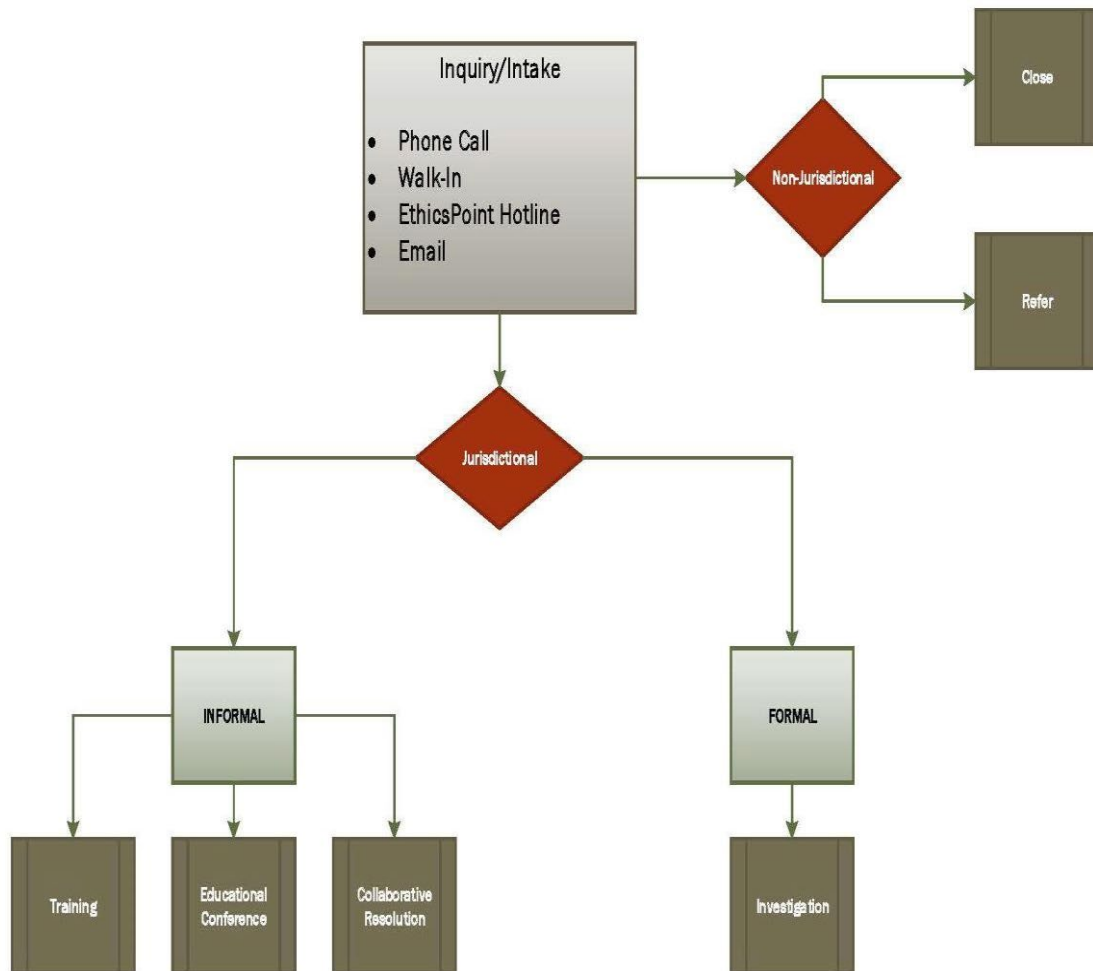 Inquiry/Intake
• Phone Call
• Walk-In
• EthicsPoint Hotline
• Email
Close
Non-Jurisdictional
Refer
Jurisdictional
INFORMAL
FORMAL
Training
Educational
Conference
Collaborative
Resolution
Investigation